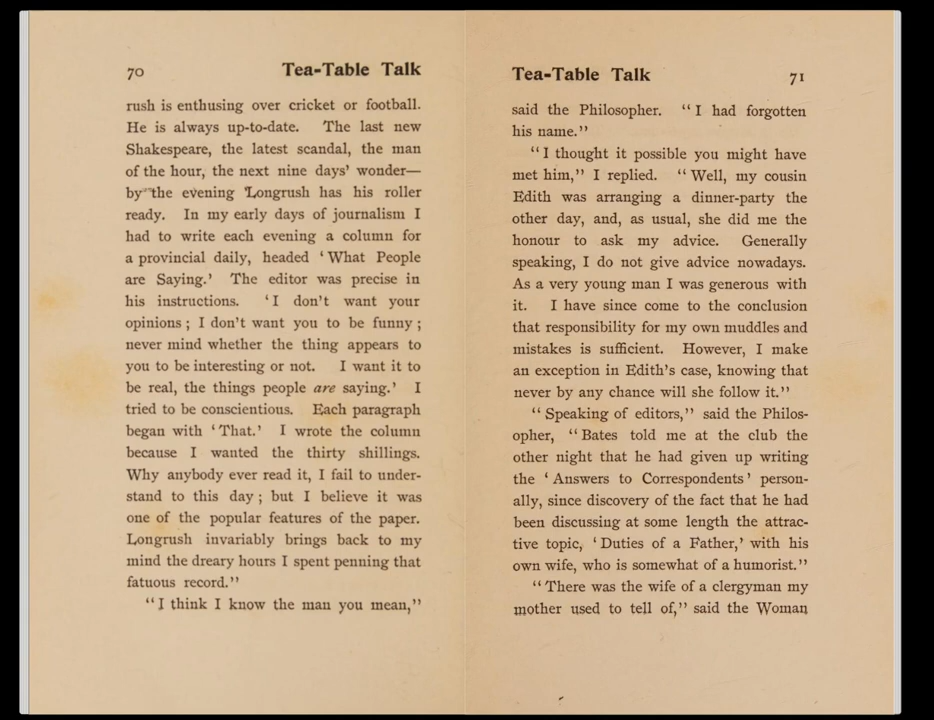 70
Tea-Table Talk
rush is enthusing over cricket or football.
He is always up-to-date. The last new
Shakespeare, the latest scandal, the man
of the hour, the next nine days' wonder—
by the evening Longrush has his roller
ready. In my early days of journalism I
had to write each evening a column for
a provincial daily, headed 'What People
are Saying.' The editor was precise in
his instructions. 'I don't want your
opinions; I don't want you to be funny;
never mind whether the thing appears to
you to be interesting or not. I want it to
be real, the things people are saying.' I
tried to be conscientious. Each paragraph
began with 'That.' I wrote the column
because I wanted the thirty shillings.
Why anybody ever read it, I fail to under-
stand to this day; but I believe it was
one of the popular features of the paper.
Longrush invariably brings back to my
mind the dreary hours I spent penning that
fatuous record."
"I think I know the man you mean,"
Tea-Table Talk
71
said the Philosopher. "I had forgotten
his name."
"I thought it possible you might have
met him," I replied. "Well, my cousin
Edith was arranging a dinner-party the
other day, and, as usual, she did me the
honour to ask my advice. Generally
speaking, I do not give advice nowadays.
As a very young man I was generous with
it. I have since come to the conclusion
that responsibility for my own muddles and
mistakes is sufficient. However, I make
an exception in Edith's case, knowing that
never by any chance will she follow it."
"Speaking of editors," said the Philos-
opher, "Bates told me at the club the
other night that he had given up writing
the 'Answers to Correspondents' person-
ally, since discovery of the fact that he had
been discussing at some length the attrac-
tive topic, 'Duties of a Father,' with his
own wife, who is somewhat of a humorist."
"There was the wife of a clergyman my
mother used to tell of," said the Woman